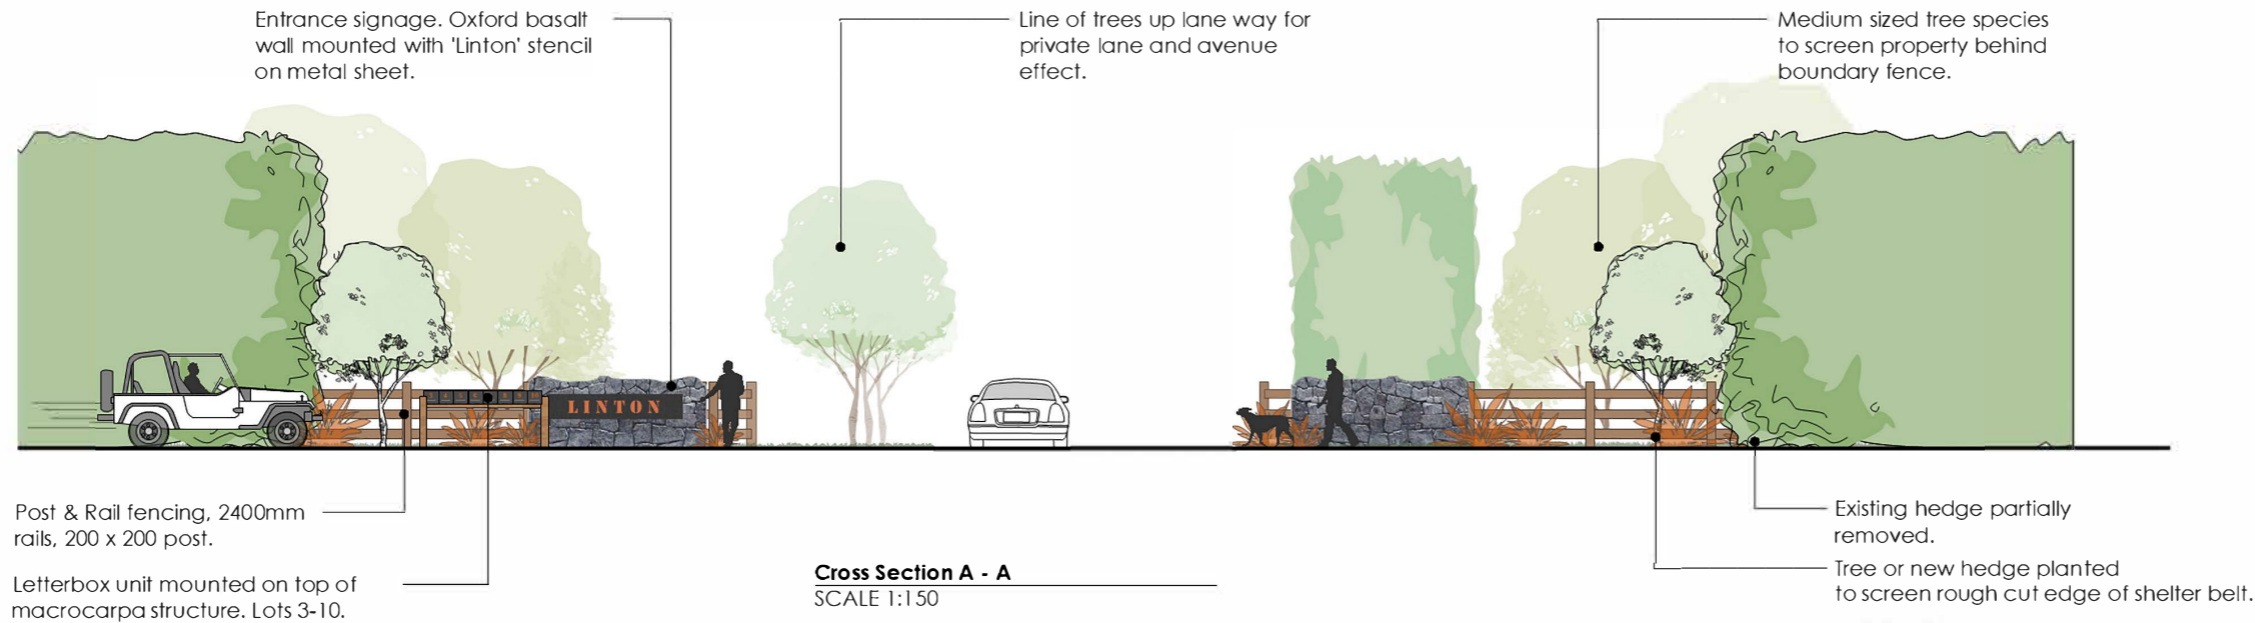 Entrance signage. Oxford basalt
wall mounted with 'Linton' stencil
on metal sheet.
Line of trees up lane way for
private lane and avenue
effect.
Medium sized tree species
to screen property behind
boundary fence.
LINTON
Post & Rail fencing, 2400mm
rails, 200 x 200 post.
Letterbox unit mounted on top of
macrocarpa structure. Lots 3-10.
Cross Section A - A
SCALE 1:150
Existing hedge partially
removed.
Tree or new hedge planted
to screen rough cut edge of shelter belt.